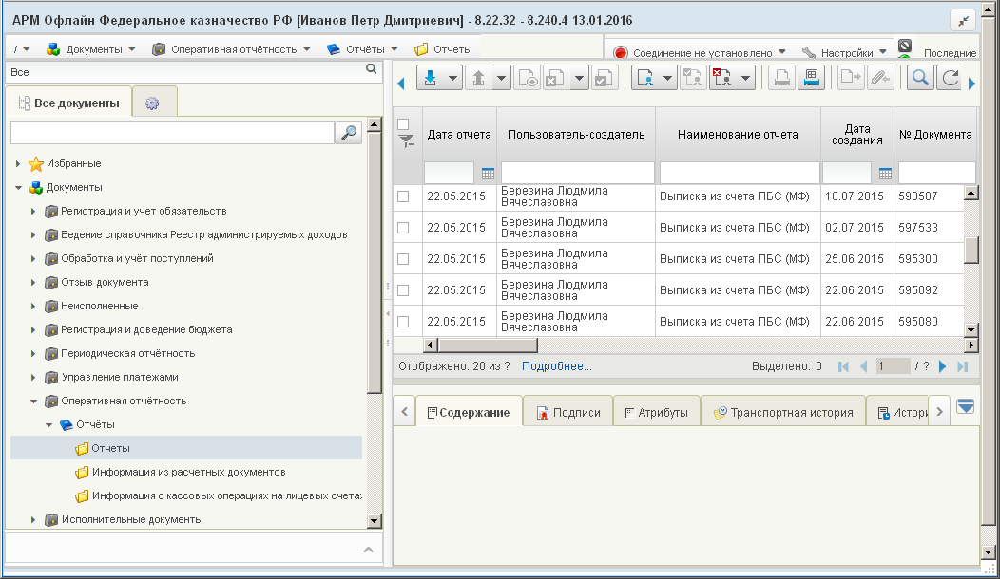 АРМ Офлайн Федеральное казначество РФ [Иванов Петр Дмитриевич] - 8.22.32 - 8.240.4 13.01.2016
/ Документы Оперативная отчётность Отчёты Отчеты
Соединение не установлено Настройки Последние
Все
Все документы
Избранные
Документы
Регистрация и учет обязательств
Ведение справочника Реестр администрируемых доходов
Обработка и учёт поступлений
Отзыв документа
Неисполненные
Регистрация и доведение бюджета
Периодическая отчётность
Управление платежами
Оперативная отчётность
Отчёты
Отчеты
Информация из расчетных документов
Информация о кассовых операциях на лицевых счета
Исполнительные документы
Дата отчета Пользователь-создатель Наименование отчета Дата создания № Документа
22.05.2015 Березина Людмила Вячеславовна Выписка из счета ПБС (МФ) 10.07.2015 598507
22.05.2015 Березина Людмила Вячеславовна Выписка из счета ПБС (МФ) 02.07.2015 597533
22.05.2015 Березина Людмила Вячеславовна Выписка из счета ПБС (МФ) 25.06.2015 595300
22.05.2015 Березина Людмила Вячеславовна Выписка из счета ПБС (МФ) 22.06.2015 595092
22.05.2015 Березина Людмила Вячеславовна Выписка из счета ПБС (МФ) 22.06.2015 595080
Отображено: 20 из ? Подробнее... Выделено: 0 1 / ?
Содержание Подписи Атрибуты Транспортная история Истори